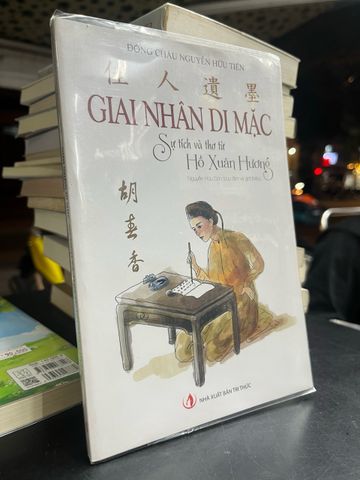 ĐÔNG CHÂU NGUYỄN HỮU TIẾN
佳人遺墨
GIAI NHÂN DI MẶC
Sự tích và thơ từ
Hồ Xuân Hương
胡春香
NHÀ XUẤT BẢN TRI THỨC